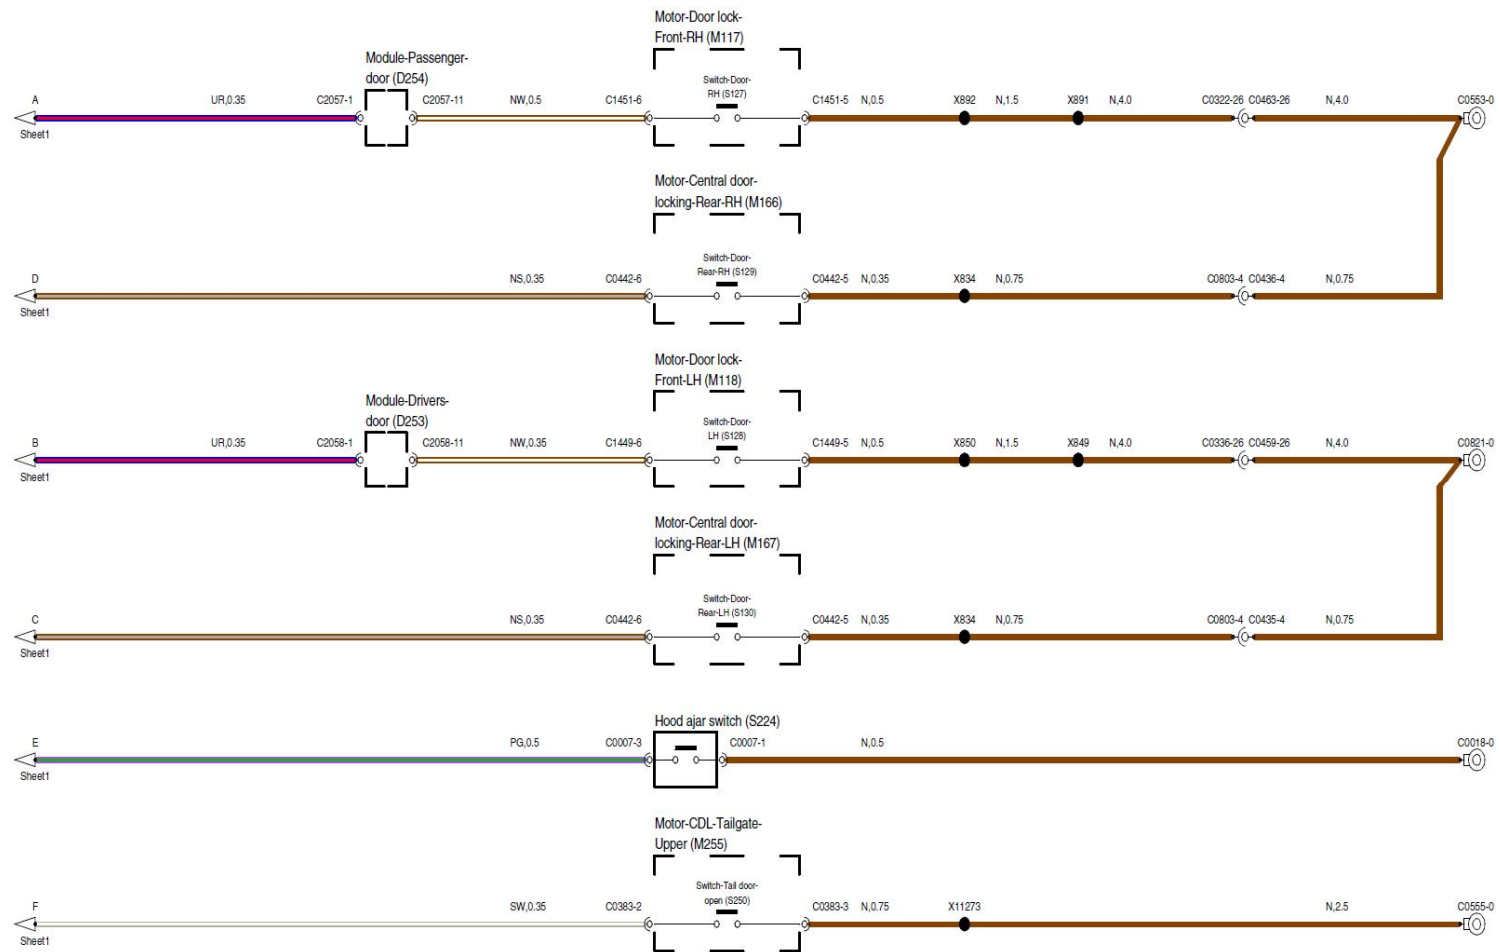 Motor-Door lock-
Front-RH (M117)
Module-Passenger-
door (D254)
Switch-Door-
RH (S127)
A UR,0.35 C2057-1 C2057-11 NW,0.5 C1451-6 C1451-5 N,0.5 X892 N,1.5 X891 N,4.0 C0322-26 C0463-26 N,4.0 C0553-0
Sheet1
Motor-Central door-
locking-Rear-RH (M166)
Switch-Door-
Rear-RH (S129)
D NS,0.35 C0442-6 C0442-5 N,0.35 X834 N,0.75 C0803-4 C0436-4 N,0.75
Sheet1
Motor-Door lock-
Front-LH (M118)
Module-Drivers-
door (D253)
Switch-Door-
LH (S128)
B UR,0.35 C2058-1 C2058-11 NW,0.35 C1449-6 C1449-5 N,0.5 X850 N,1.5 X849 N,4.0 C0336-26 C0459-26 N,4.0 C0821-0
Sheet1
Motor-Central door-
locking-Rear-LH (M167)
Switch-Door-
Rear-LH (S130)
C NS,0.35 C0442-6 C0442-5 N,0.35 X834 N,0.75 C0803-4 C0435-4 N,0.75
Sheet1
Hood ajar switch (S224)
E PG,0.5 C0007-3 C0007-1 N,0.5 C0018-0
Sheet1
Motor-CDL-Tailgate-
Upper (M255)
Switch-Tail door-
open (S250)
F SW,0.35 C0383-2 C0383-3 N,0.75 X11273 N,2.5 C0555-0
Sheet1